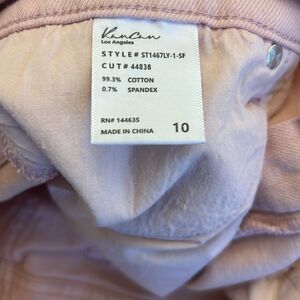 KanCan
Los Angeles
STYLE# ST1467LY-1-SF
CUT# 44838
99.3% COTTON
0.7% SPANDEX
RN# 144635
MADE IN CHINA 10